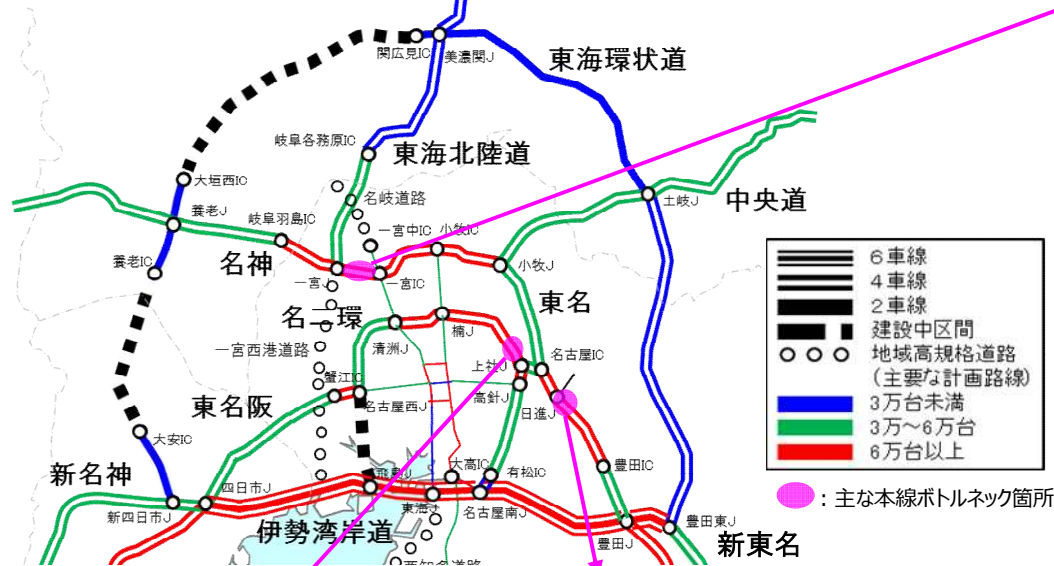 関広見IC
美濃関J
東海環状道
岐阜各務原IC
東海北陸道
大垣西IC
名岐道路
土岐J
中央道
養老J
岐阜羽島IC
一宮中IC
小牧IC
養老IC
名神
一宮J
一宮IC
小牧J
東名
名二環
清洲J
楠J
一宮西港道路
上社J
名古屋IC
蟹江IC
高針J
東名阪
名古屋西J
日進J
大安IC
新名神
飛島J
大高IC
有松IC
豊田IC
四日市J
新四日市J
東海J
名古屋南J
豊田東J
伊勢湾岸道
豊田J
新東名
西知多道路
6車線
4車線
2車線
建設中区間
地域高規格道路
(主要な計画路線)
3万台未満
3万～6万台
6万台以上
：主な本線ボトルネック箇所